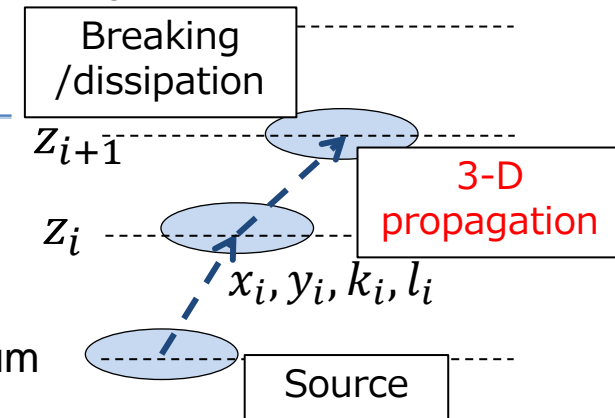 Breaking
/dissipation
z_{i+1}
3-D
propagation
z_i
x_i, y_i, k_i, l_i
um
Source